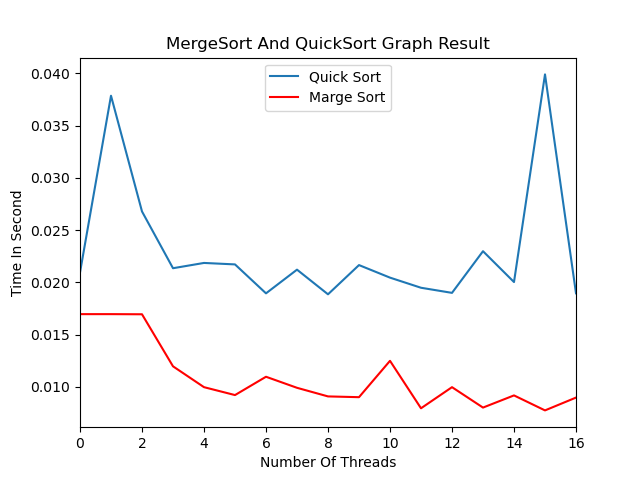 MergeSort And QuickSort Graph Result
Quick Sort
Marge Sort
0.040
0.035
0.030
0.025
0.020
0.015
0.010
Time In Second
0 2 4 6 8 10 12 14 16
Number Of Threads